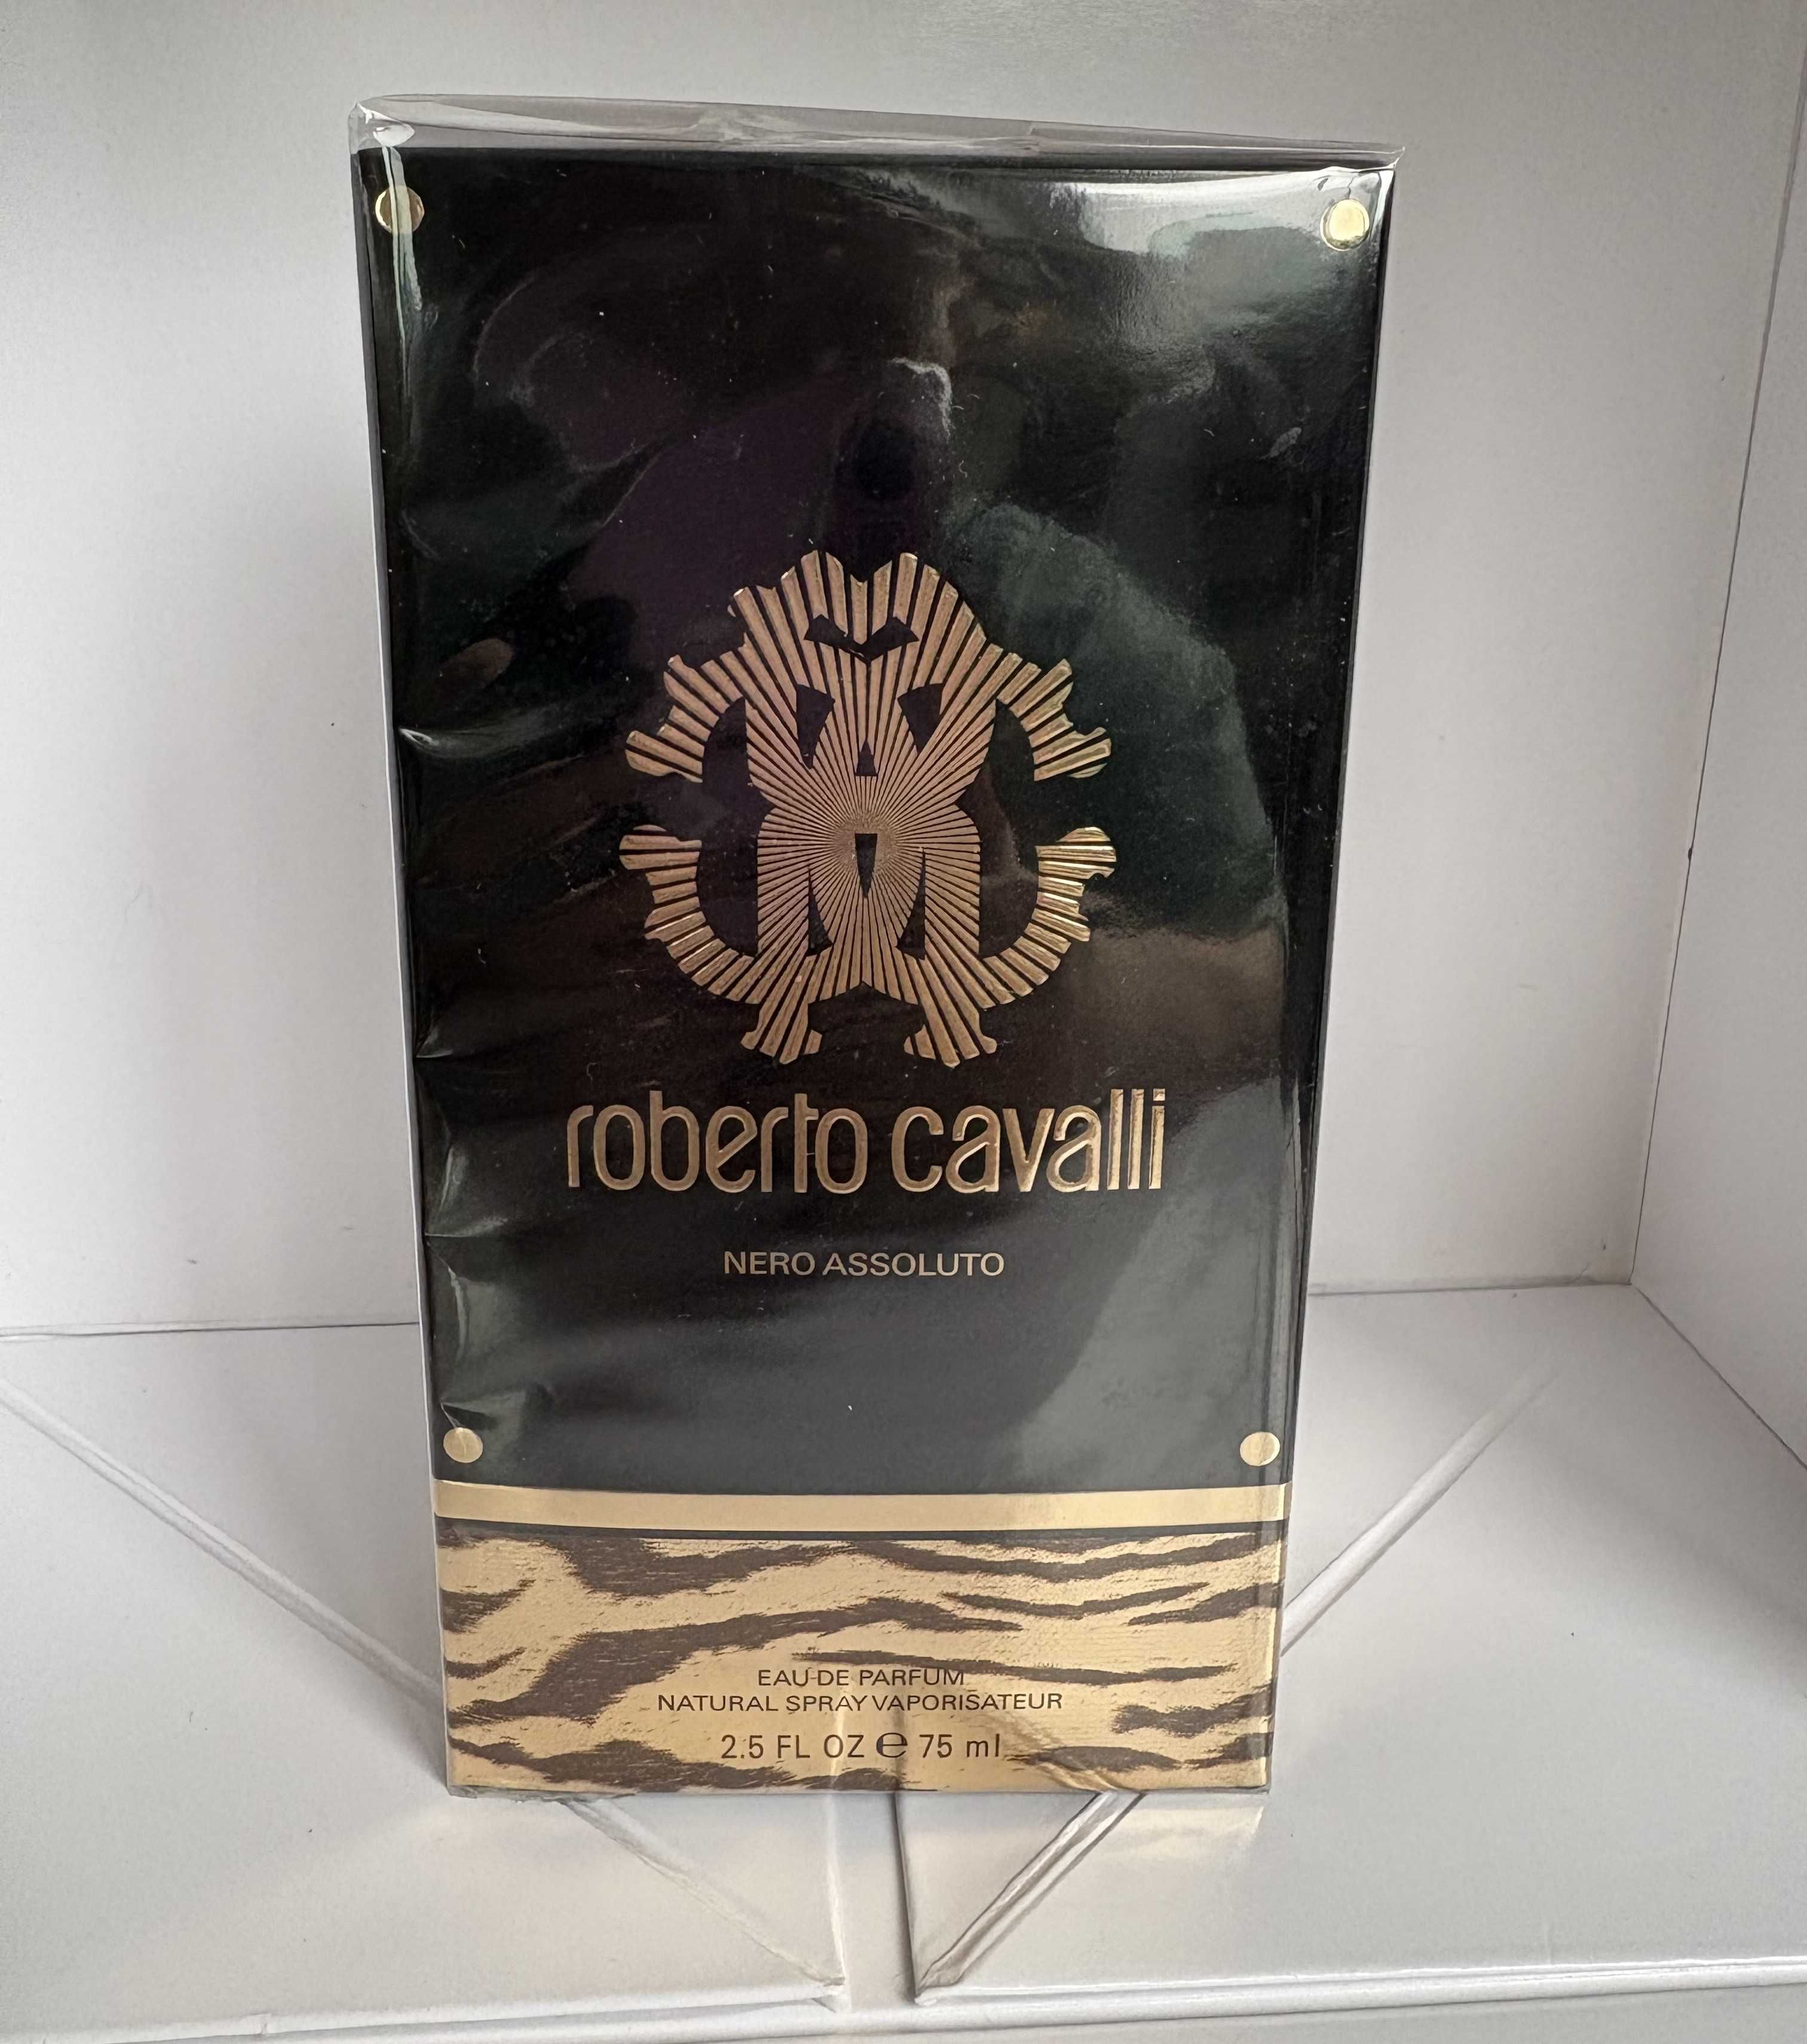 roberto cavalli
NERO ASSOLUTO
EAU DE PARFUM
NATURAL SPRAY VAPORISATEUR
2.5 FL OZ ℮ 75 ml